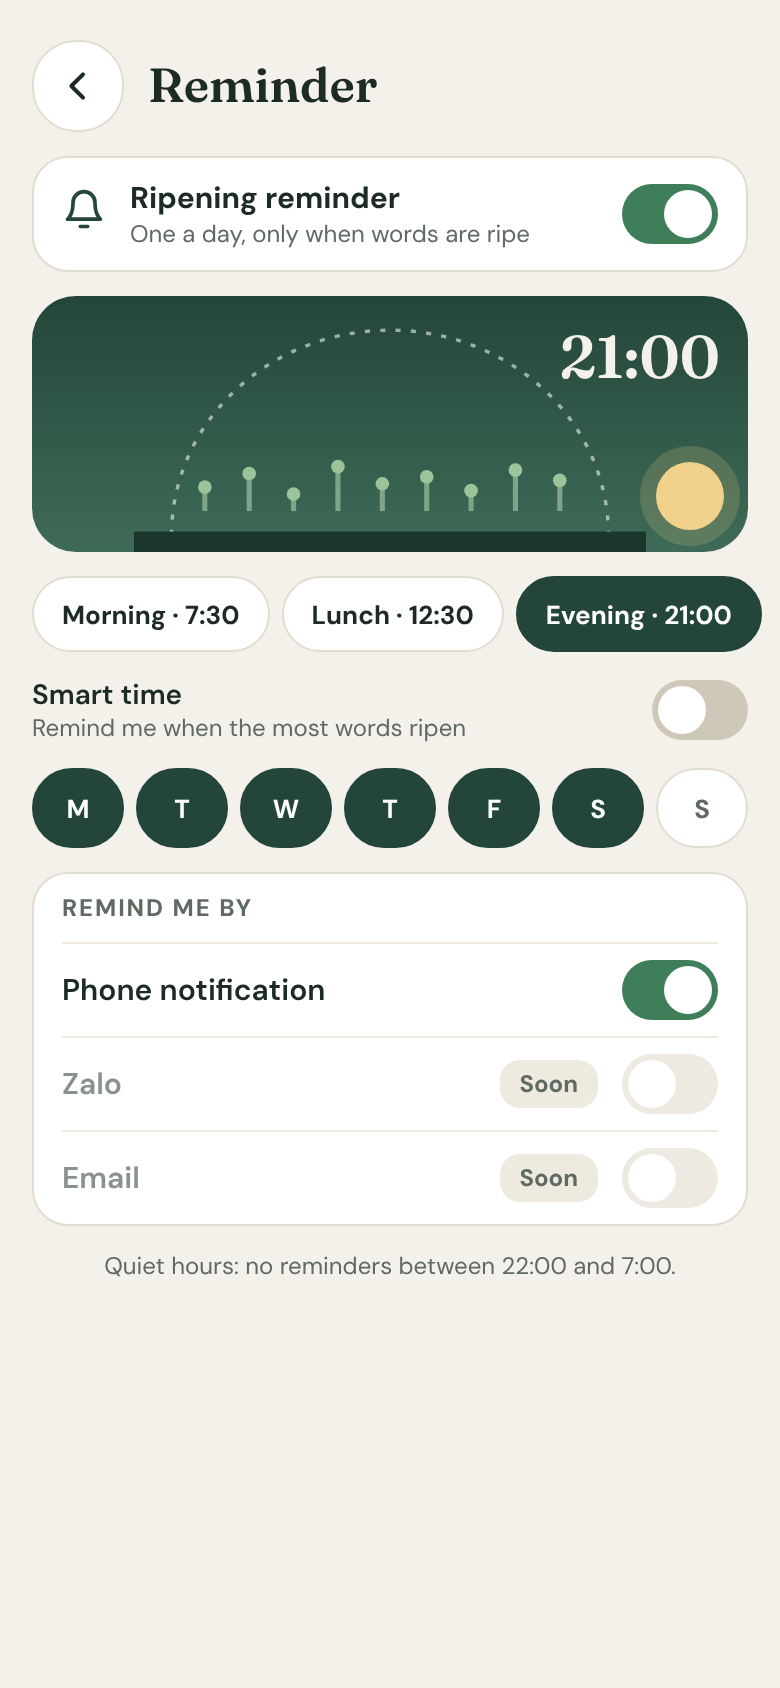 Reminder
Ripening reminder
One a day, only when words are ripe
21:00
Morning · 7:30
Lunch · 12:30
Evening · 21:00
Smart time
Remind me when the most words ripen
M T W T F S S
REMIND ME BY
Phone notification
Zalo
Soon
Email
Soon
Quiet hours: no reminders between 22:00 and 7:00.